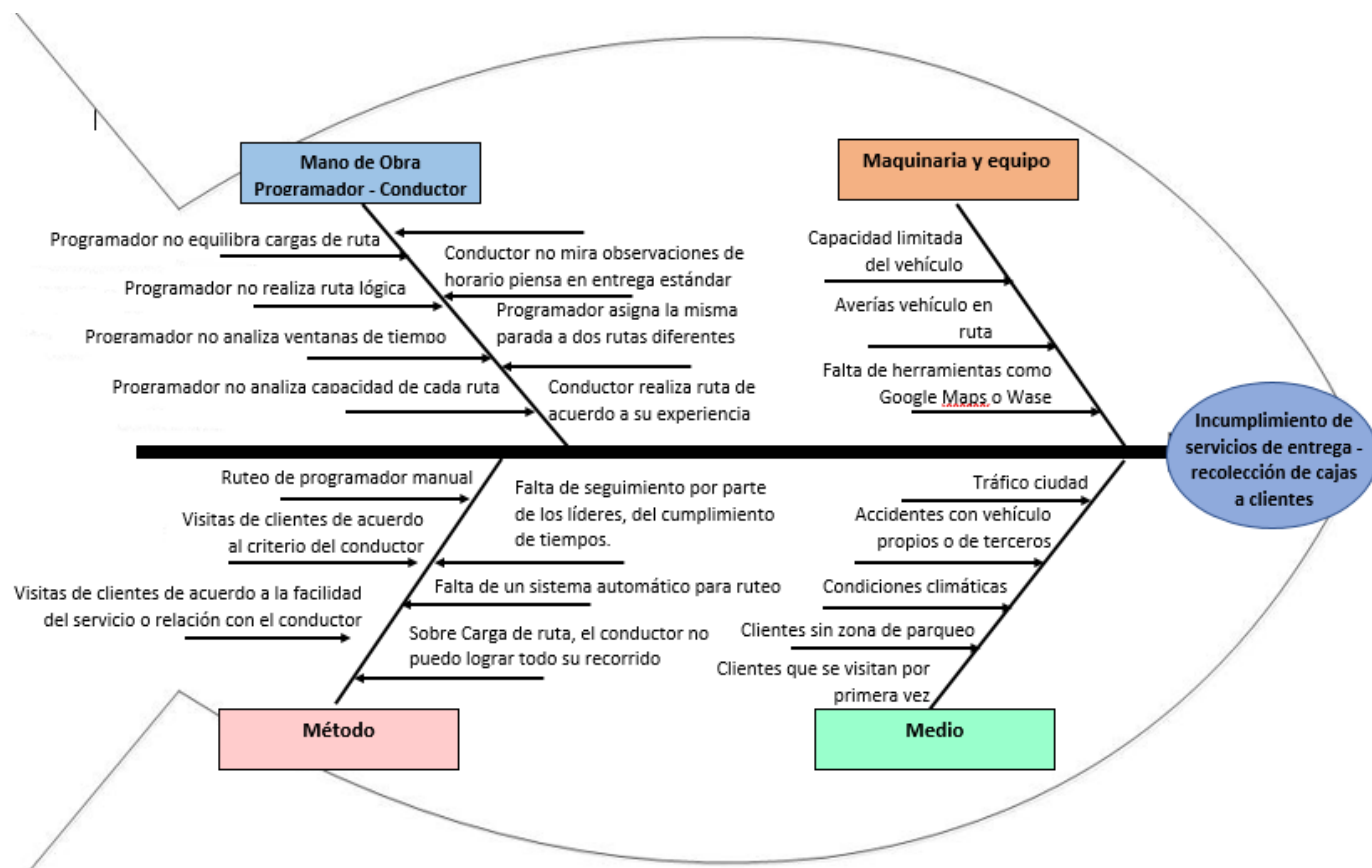 Mano de Obra
Programador - Conductor
Programador no equilibra cargas de ruta
Programador no realiza ruta lógica
Programador no analiza ventanas de tiempo
Programador no analiza capacidad de cada ruta
Conductor no mira observaciones de
horario piensa en entrega estándar
Programador asigna la misma
parada a dos rutas diferentes
Conductor realiza ruta de
acuerdo a su experiencia
Maquinaria y equipo
Capacidad limitada
del vehículo
Averías vehículo en
ruta
Falta de herramientas como
Google Maps o Wase
Incumplimiento de
servicios de entrega -
recolección de cajas
a clientes
Ruteo de programador manual
Visitas de clientes de acuerdo
al criterio del conductor
Visitas de clientes de acuerdo a la facilidad
del servicio o relación con el conductor
Falta de seguimiento por parte
de los líderes, del cumplimiento
de tiempos.
Falta de un sistema automático para ruteo
Sobre Carga de ruta, el conductor no
puedo lograr todo su recorrido
Método
Tráfico ciudad
Accidentes con vehículo
propios o de terceros
Condiciones climáticas
Clientes sin zona de parqueo
Clientes que se visitan por
primera vez
Medio